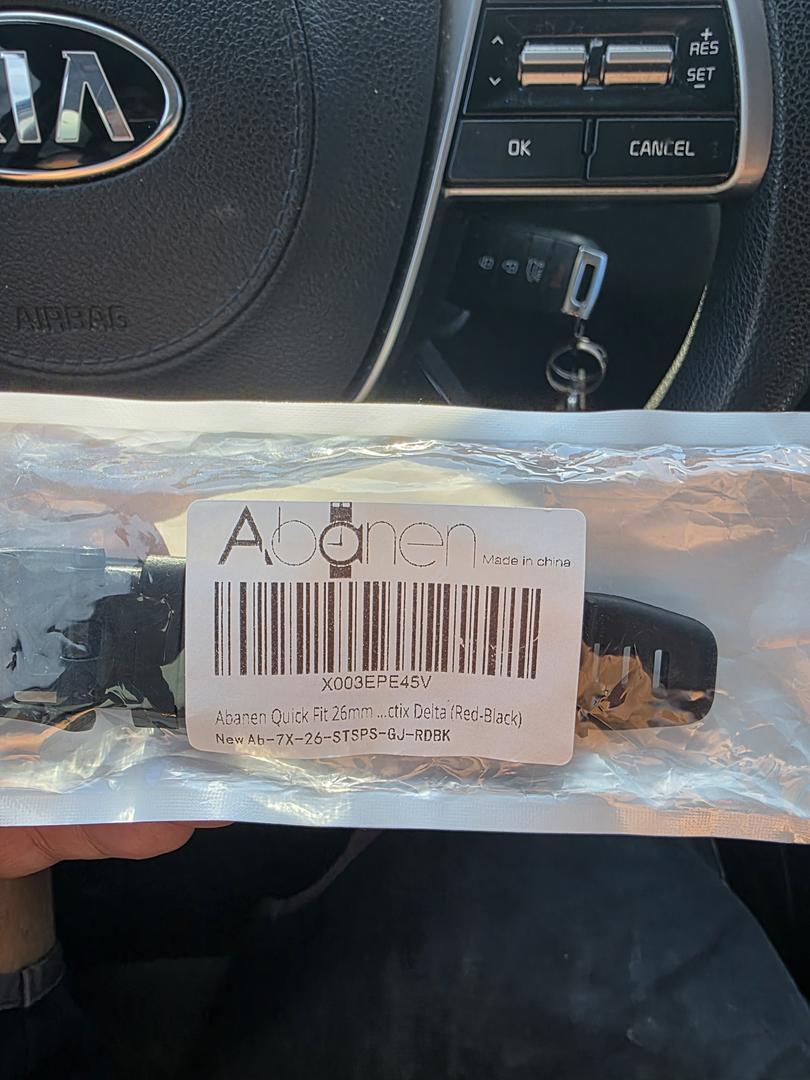 KIA
+
RES
SET
-
OK
CANCEL
AIRBAG
Abanen
Made in china
X003EPE45V
Abanen Quick Fit 26mm ...ctix Delta (Red-Black)
New Ab-7X-26-STSPS-GJ-RDBK